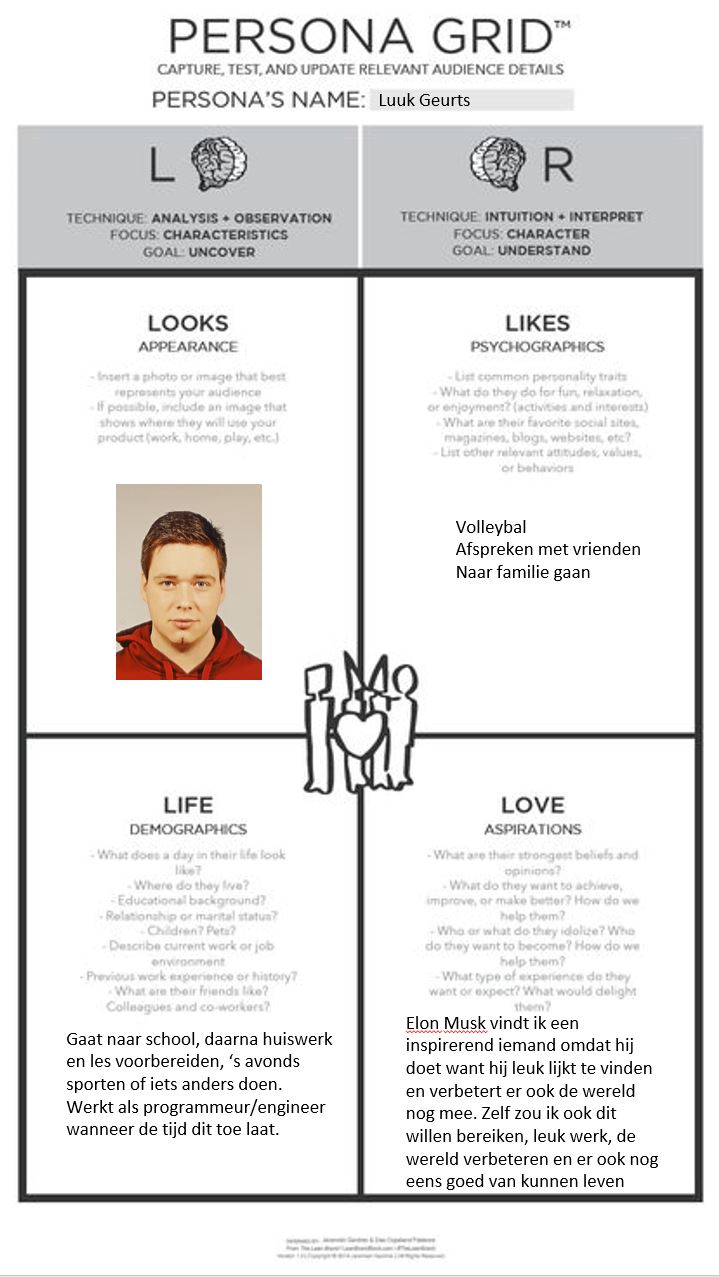 PERSONA GRID™
CAPTURE, TEST, AND UPDATE RELEVANT AUDIENCE DETAILS
PERSONA'S NAME: Luuk Geurts
L
TECHNIQUE: ANALYSIS + OBSERVATION
FOCUS: CHARACTERISTICS
GOAL: UNCOVER
R
TECHNIQUE: INTUITION + INTERPRET
FOCUS: CHARACTER
GOAL: UNDERSTAND
LOOKS
APPEARANCE
- Insert a photo or image that best
represents your audience
- If possible, include an image that
shows where they will use your
product (work, home, play, etc.)
LIKES
PSYCHOGRAPHICS
- List common personality traits
- What do they do for fun, relaxation,
or enjoyment? (activities and interests)
- What are their favorite social sites,
magazines, blogs, websites, etc?
- List other relevant attitudes, values,
or behaviors
Volleybal
Afspreken met vrienden
Naar familie gaan
LIFE
DEMOGRAPHICS
- What does a day in their life look
like?
- Where do they live?
- Educational background?
- Relationship or marital status?
- Children? Pets?
- Describe current work or job
environment
- Previous work experience or history?
- What are their friends like?
Colleagues and co-workers?
Gaat naar school, daarna huiswerk
en les voorbereiden, ‘s avonds
sporten of iets anders doen.
Werkt als programmeur/engineer
wanneer de tijd dit toe laat.
LOVE
ASPIRATIONS
- What are their strongest beliefs and
opinions?
- What do they want to achieve,
improve, or make better? How do we
help them?
- Who or what do they idolize? Who
do they want to become? How do we
help them?
- What type of experience do they
want or expect? What would delight
them?
Elon Musk vindt ik een
inspirerend iemand omdat hij
doet want hij leuk lijkt te vinden
en verbetert er ook de wereld
nog mee. Zelf zou ik ook dit
willen bereiken, leuk werk, de
wereld verbeteren en er ook nog
eens goed van kunnen leven